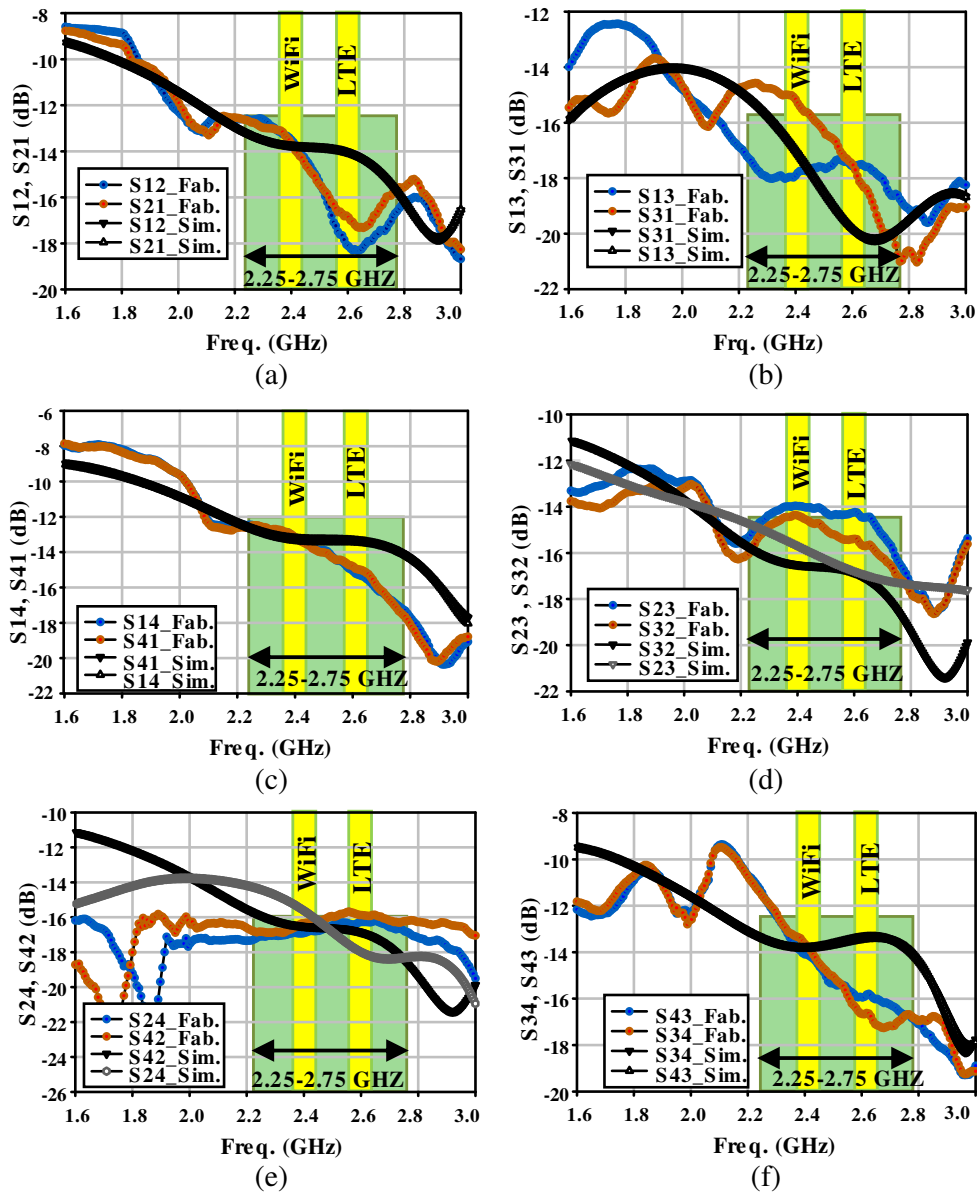 S12, S21 (dB)
-8
-10
-12
-14
-16
-18
-20
WiFi
LTE
S12_Fab.
S21_Fab.
S12_Sim.
S21_Sim.
2.25-2.75 GHZ
1.6 1.8 2.0 2.2 2.4 2.6 2.8 3.0
Freq. (GHz)
(a)
S13, S31 (dB)
-12
-14
-16
-18
-20
-22
WiFi
LTE
S13_Fab.
S31_Fab.
S31_Sim.
S13_Sim.
2.25-2.75 GHZ
1.6 1.8 2.0 2.2 2.4 2.6 2.8 3.0
Frq. (GHz)
(b)
S14, S41 (dB)
-6
-8
-10
-12
-14
-16
-18
-20
-22
WiFi
LTE
S14_Fab.
S41_Fab.
S41_Sim.
S14_Sim.
2.25-2.75 GHZ
1.6 1.8 2.0 2.2 2.4 2.6 2.8 3.0
Freq. (GHz)
(c)
S23 , S32 (dB)
-10
-12
-14
-16
-18
-20
-22
WiFi
LTE
S23_Fab.
S32_Fab.
S32_Sim.
S23_Sim.
2.25-2.75 GHZ
1.6 1.8 2.0 2.2 2.4 2.6 2.8 3.0
Freq. (GHz)
(d)
S24, S42 (dB)
-10
-12
-14
-16
-18
-20
-22
-24
-26
WiFi
LTE
S24_Fab.
S42_Fab.
S42_Sim.
S24_Sim.
2.25-2.75 GHZ
1.6 1.8 2.0 2.2 2.4 2.6 2.8 3.0
Freq. (GHz)
(e)
S34, S43 (dB)
-8
-10
-12
-14
-16
-18
-20
WiFi
LTE
S43_Fab.
S34_Fab.
S34_Sim.
S43_Sim.
2.25-2.75 GHZ
1.6 1.8 2.0 2.2 2.4 2.6 2.8 3.0
Freq. (GHz)
(f)